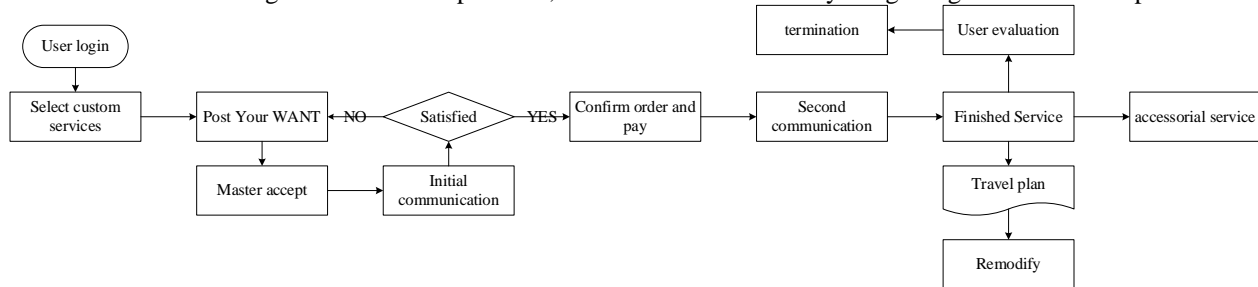 User login
termination
User evaluation
Select custom
services
Post Your WANT
NO
Satisfied
YES
Confirm order and
pay
Second
communication
Finished Service
accessorial service
Master accept
Initial
communication
Travel plan
Remodify